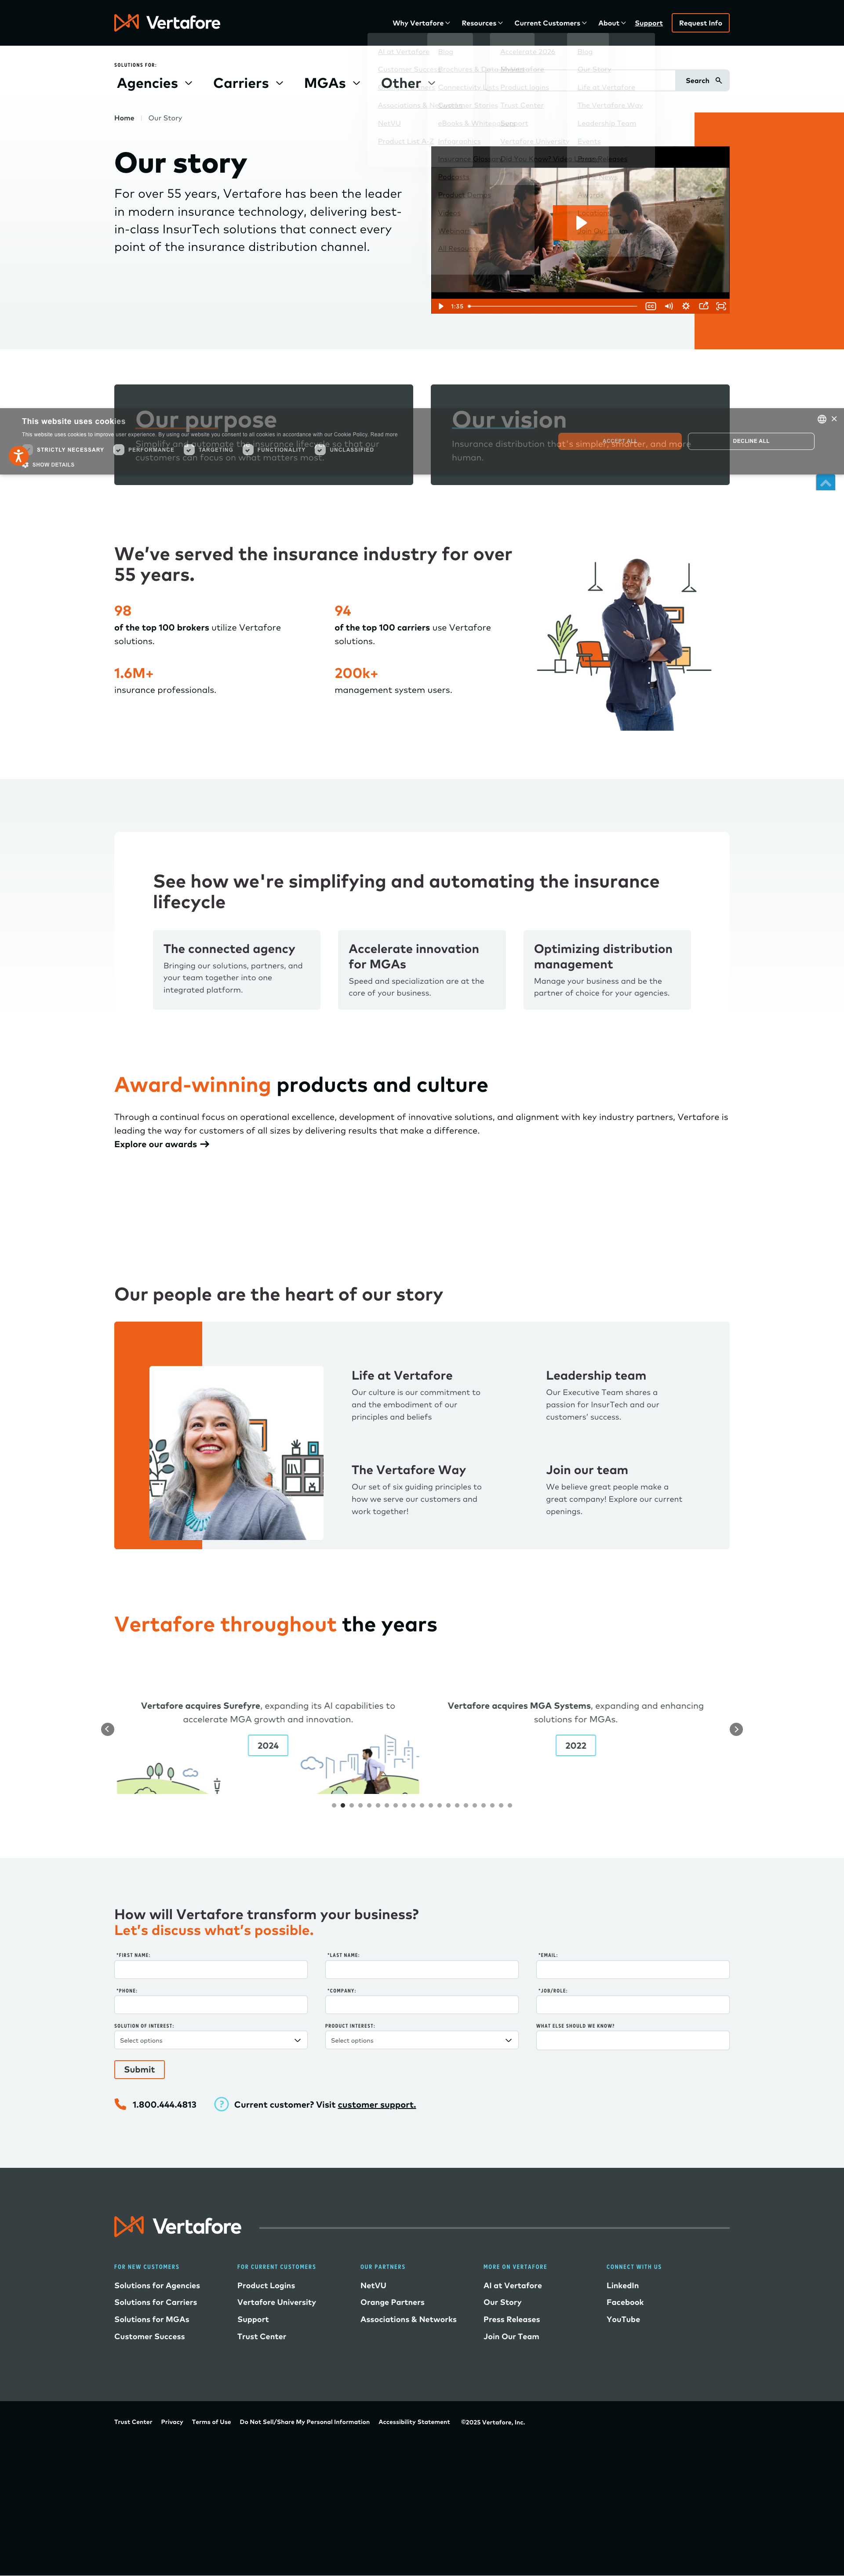 Vertafore
Why Vertafore
Resources
Current Customers
About
Support
Request Info
SOLUTIONS FOR:
Agencies
Carriers
MGAs
Other
Search
AI at Vertafore
Blog
Accelerate 2026
Blog
Our Story
Product logins
Life at Vertafore
Customer Stories
Trust Center
The Vertafore Way
NetVU
Support
Leadership Team
Product List A-Z
Infographics
Vertafore University
Events
Product Demos
Videos
Home
Our Story
Our story
For over 55 years, Vertafore has been the leader
in modern insurance technology, delivering best-
in-class InsurTech solutions that connect every
point of the insurance distribution channel.
1:35
CC
Our purpose
Simplify and automate the insurance lifecycle so that our
customers can focus on what matters most.
Our vision
Insurance distribution that's simpler, smarter, and more
human.
This website uses cookies
This website uses cookies to improve user experience. By using our website you consent to all cookies in accordance with our Cookie Policy. Read more
STRICTLY NECESSARY
PERFORMANCE
TARGETING
FUNCTIONALITY
UNCLASSIFIED
SHOW DETAILS
ACCEPT ALL
DECLINE ALL
We've served the insurance industry for over
55 years.
98
of the top 100 brokers utilize Vertafore
solutions.
94
of the top 100 carriers use Vertafore
solutions.
1.6M+
insurance professionals.
200k+
management system users.
See how we're simplifying and automating the insurance
lifecycle
The connected agency
Bringing our solutions, partners, and
your team together into one
integrated platform.
Accelerate innovation
for MGAs
Speed and specialization are at the
core of your business.
Optimizing distribution
management
Manage your business and be the
partner of choice for your agencies.
Award-winning products and culture
Through a continual focus on operational excellence, development of innovative solutions, and alignment with key industry partners, Vertafore is
leading the way for customers of all sizes by delivering results that make a difference.
Explore our awards
Our people are the heart of our story
Life at Vertafore
Our culture is our commitment to
and the embodiment of our
principles and beliefs
Leadership team
Our Executive Team shares a
passion for InsurTech and our
customers' success.
The Vertafore Way
Our set of six guiding principles to
how we serve our customers and
work together!
Join our team
We believe great people make a
great company! Explore our current
openings.
Vertafore throughout the years
Vertafore acquires Surefyre, expanding its AI capabilities to
accelerate MGA growth and innovation.
2024
Vertafore acquires MGA Systems, expanding and enhancing
solutions for MGAs.
2022
How will Vertafore transform your business?
Let's discuss what's possible.
*FIRST NAME:
*LAST NAME:
*EMAIL:
*PHONE:
*COMPANY:
*JOB/ROLE:
SOLUTION OF INTEREST:
PRODUCT INTEREST:
WHAT ELSE SHOULD WE KNOW?
Select options
Select options
Submit
1.800.444.4813
? Current customer? Visit customer support.
Vertafore
FOR NEW CUSTOMERS
Solutions for Agencies
Solutions for Carriers
Solutions for MGAs
Customer Success
FOR CURRENT CUSTOMERS
Product Logins
Vertafore University
Support
Trust Center
OUR PARTNERS
NetVU
Orange Partners
Associations & Networks
MORE ON VERTAFORE
AI at Vertafore
Our Story
Press Releases
Join Our Team
CONNECT WITH US
LinkedIn
Facebook
YouTube
Trust Center
Privacy
Terms of Use
Do Not Sell/Share My Personal Information
Accessibility Statement
©2025 Vertafore, Inc.